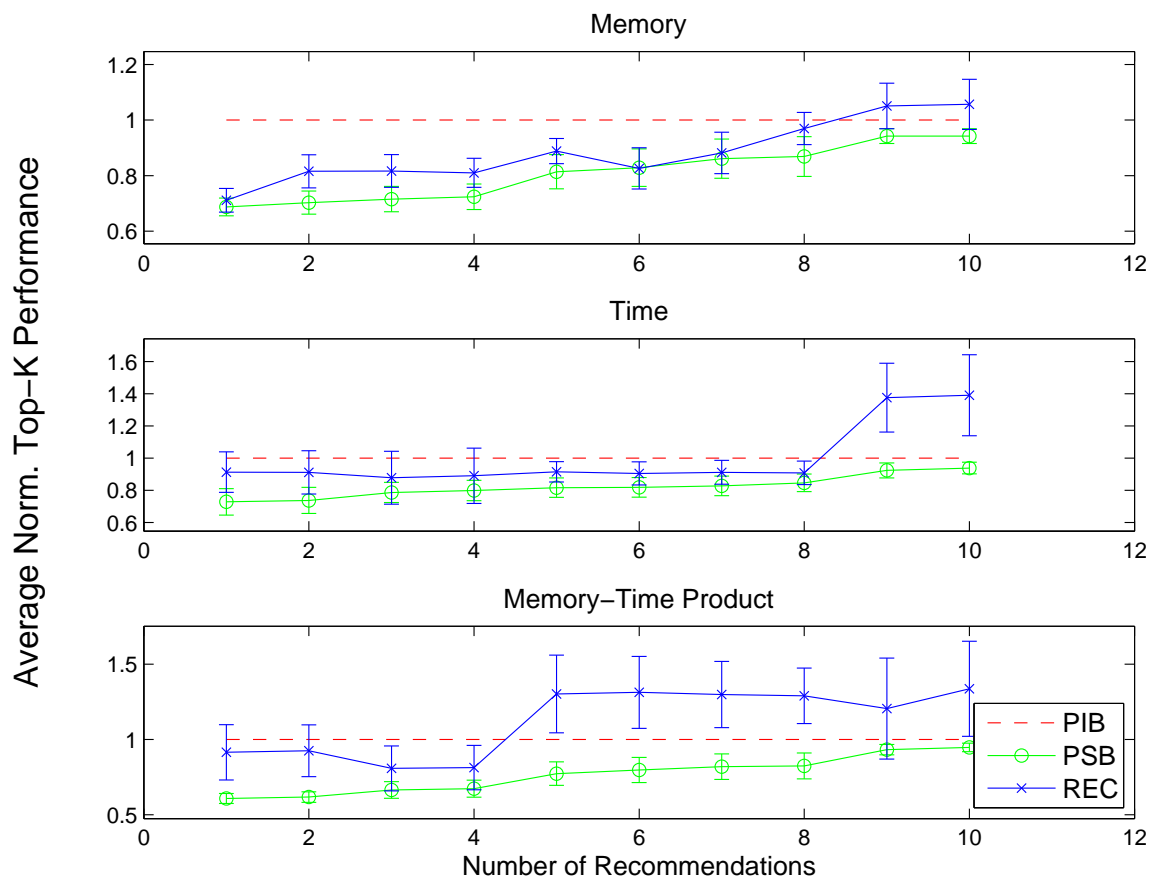 Memory
1.2
1
0.8
0.6
0 2 4 6 8 10 12
Time
1.6
1.4
1.2
1
0.8
0.6
0 2 4 6 8 10 12
Memory−Time Product
1.5
1
0.5
0 2 4 6 8 10 12
PIB
PSB
REC
Number of Recommendations
Average Norm. Top−K Performance